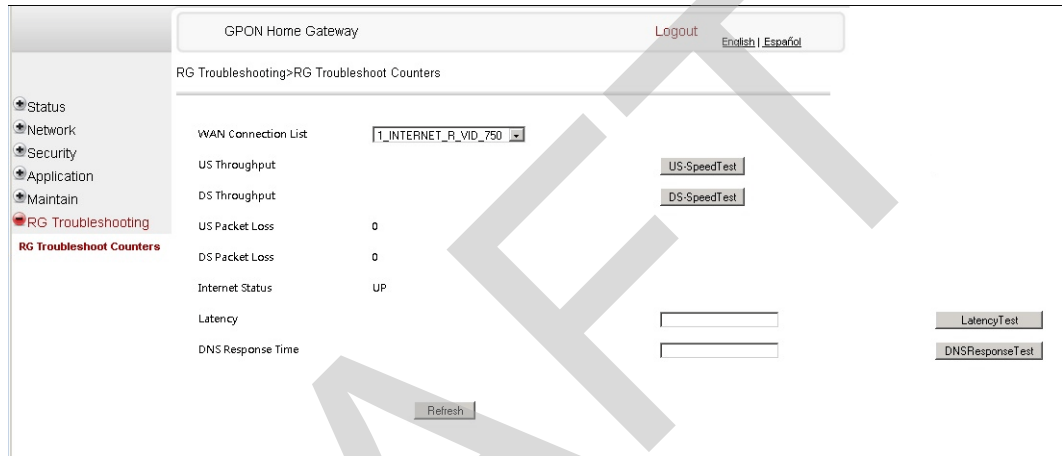 GPON Home Gateway
Logout
English | Español
RG Troubleshooting>RG Troubleshoot Counters
Status
Network
Security
Application
Maintain
RG Troubleshooting
RG Troubleshoot Counters
WAN Connection List 1_INTERNET_R_VID_750
US Throughput US-SpeedTest
DS Throughput DS-SpeedTest
US Packet Loss 0
DS Packet Loss 0
Internet Status UP
Latency LatencyTest
DNS Response Time DNSResponseTest
Refresh
AFT